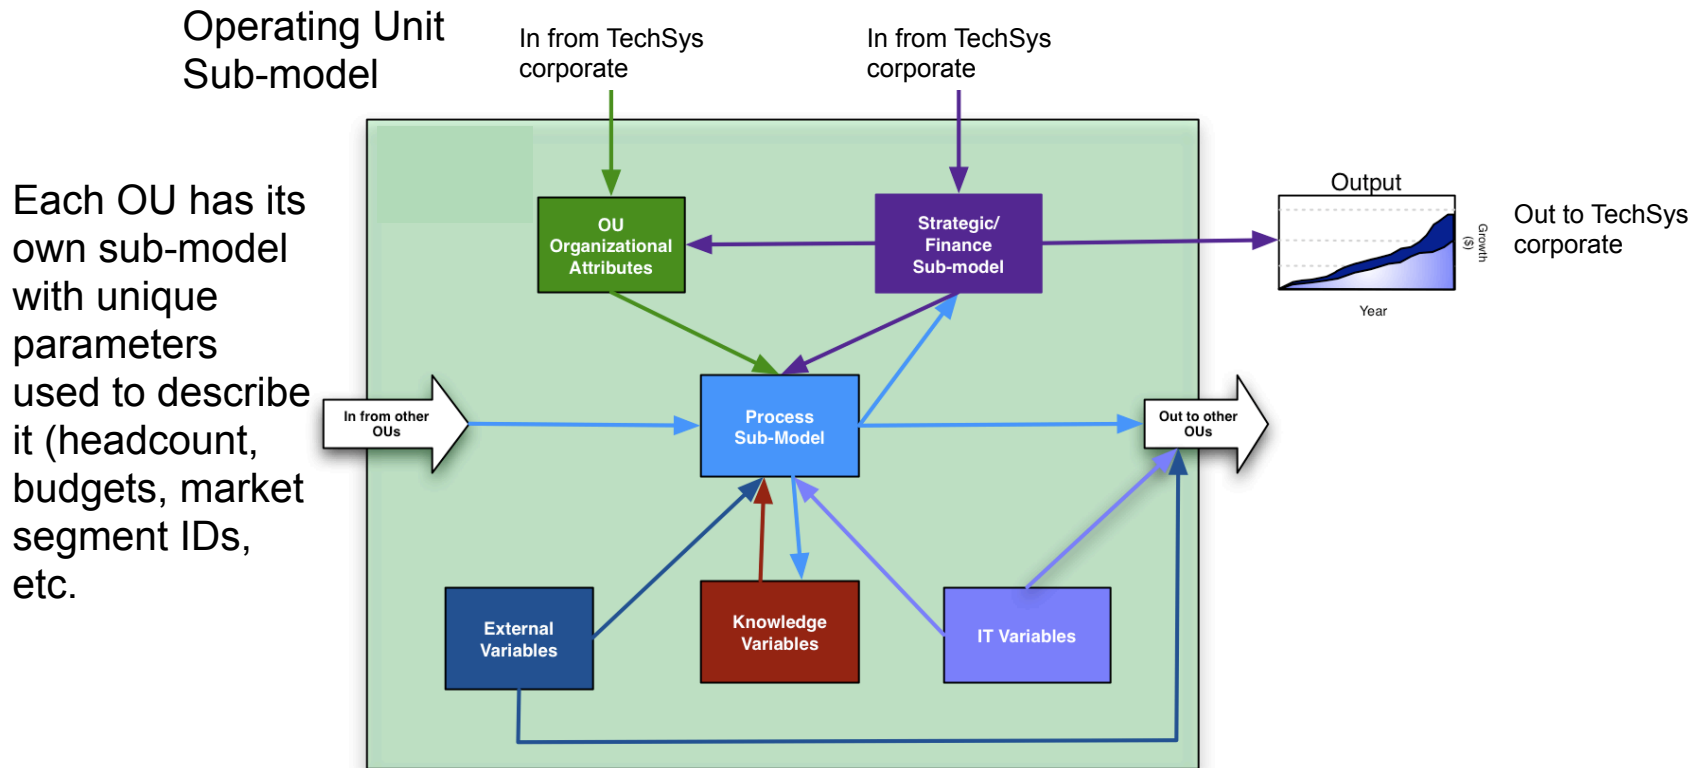 Operating Unit
Sub-model
In from TechSys
corporate
In from TechSys
corporate
Each OU has its
own sub-model
with unique
parameters
used to describe
it (headcount,
budgets, market
segment IDs,
etc.
OU
Organizational
Attributes
Strategic/
Finance
Sub-model
Output
Growth
($)
Year
Out to TechSys
corporate
In from other
OUs
Process
Sub-Model
Out to other
OUs
External
Variables
Knowledge
Variables
IT Variables